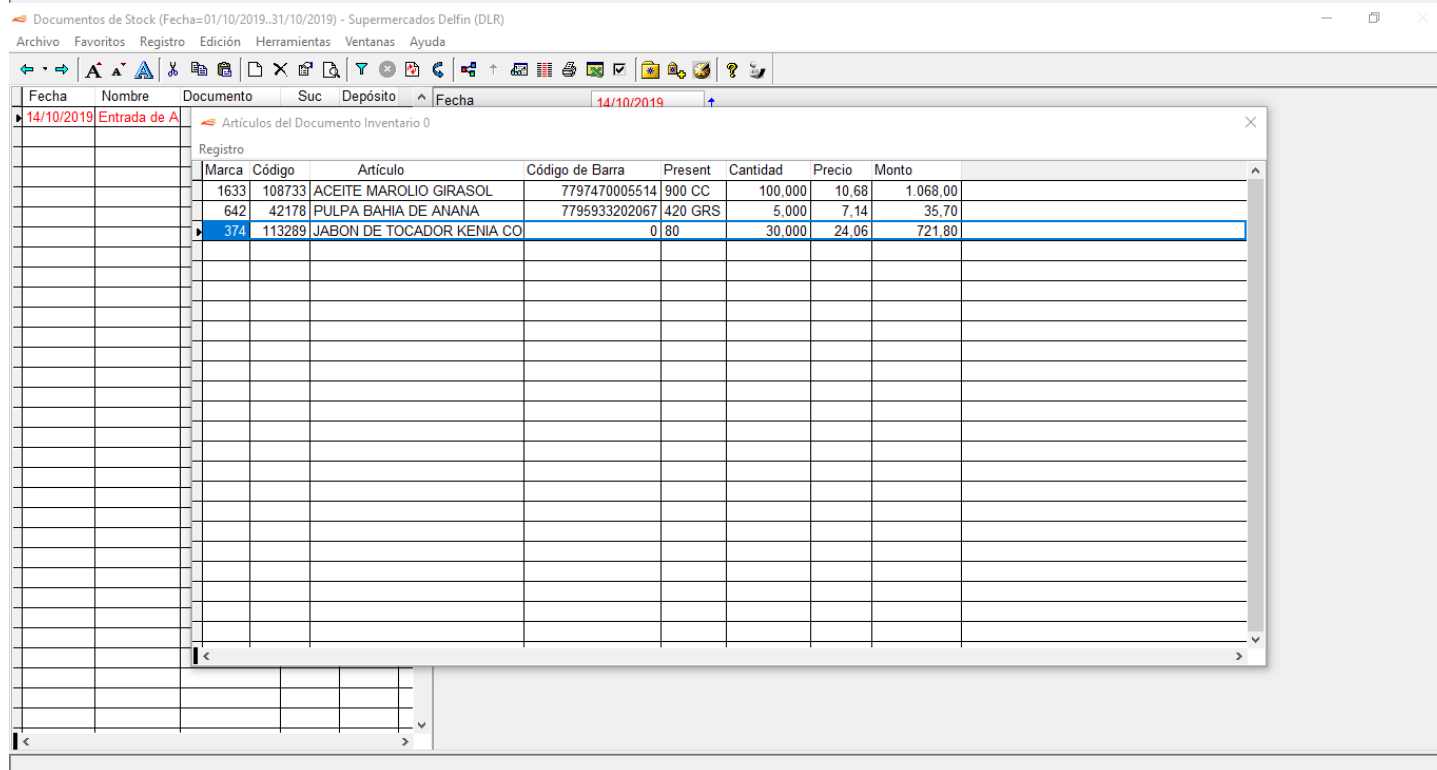 Documentos de Stock (Fecha=01/10/2019..31/10/2019) - Supermercados Delfin (DLR)
Archivo Favoritos Registro Edición Herramientas Ventanas Ayuda
Fecha Nombre Documento Suc Depósito Fecha 14/10/2019
14/10/2019 Entrada de A
Artículos del Documento Inventario 0
Registro
Marca Código Artículo Código de Barra Present Cantidad Precio Monto
1633 108733 ACEITE MAROLIO GIRASOL 7797470005514 900 CC 100,000 10,68 1.068,00
642 42178 PULPA BAHIA DE ANANA 7795933202067 420 GRS 5,000 7,14 35,70
374 113289 JABON DE TOCADOR KENIA CO 0 80 30,000 24,06 721,80